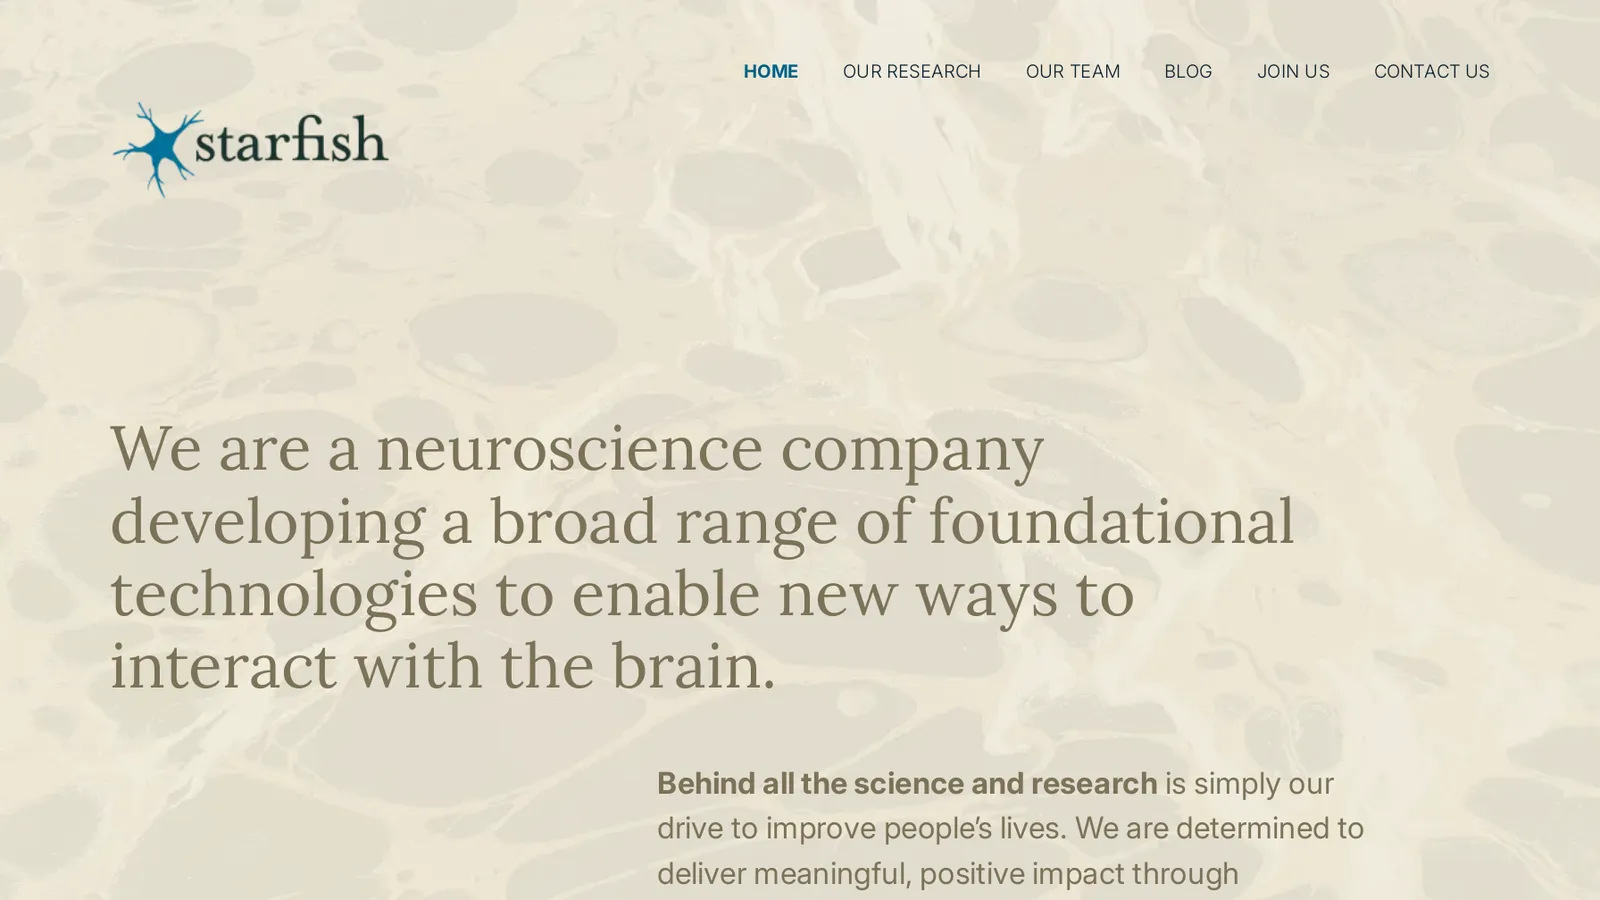 HOME OUR RESEARCH OUR TEAM BLOG JOIN US CONTACT US
starfish
We are a neuroscience company
developing a broad range of foundational
technologies to enable new ways to
interact with the brain.
Behind all the science and research is simply our
drive to improve people’s lives. We are determined to
deliver meaningful, positive impact through